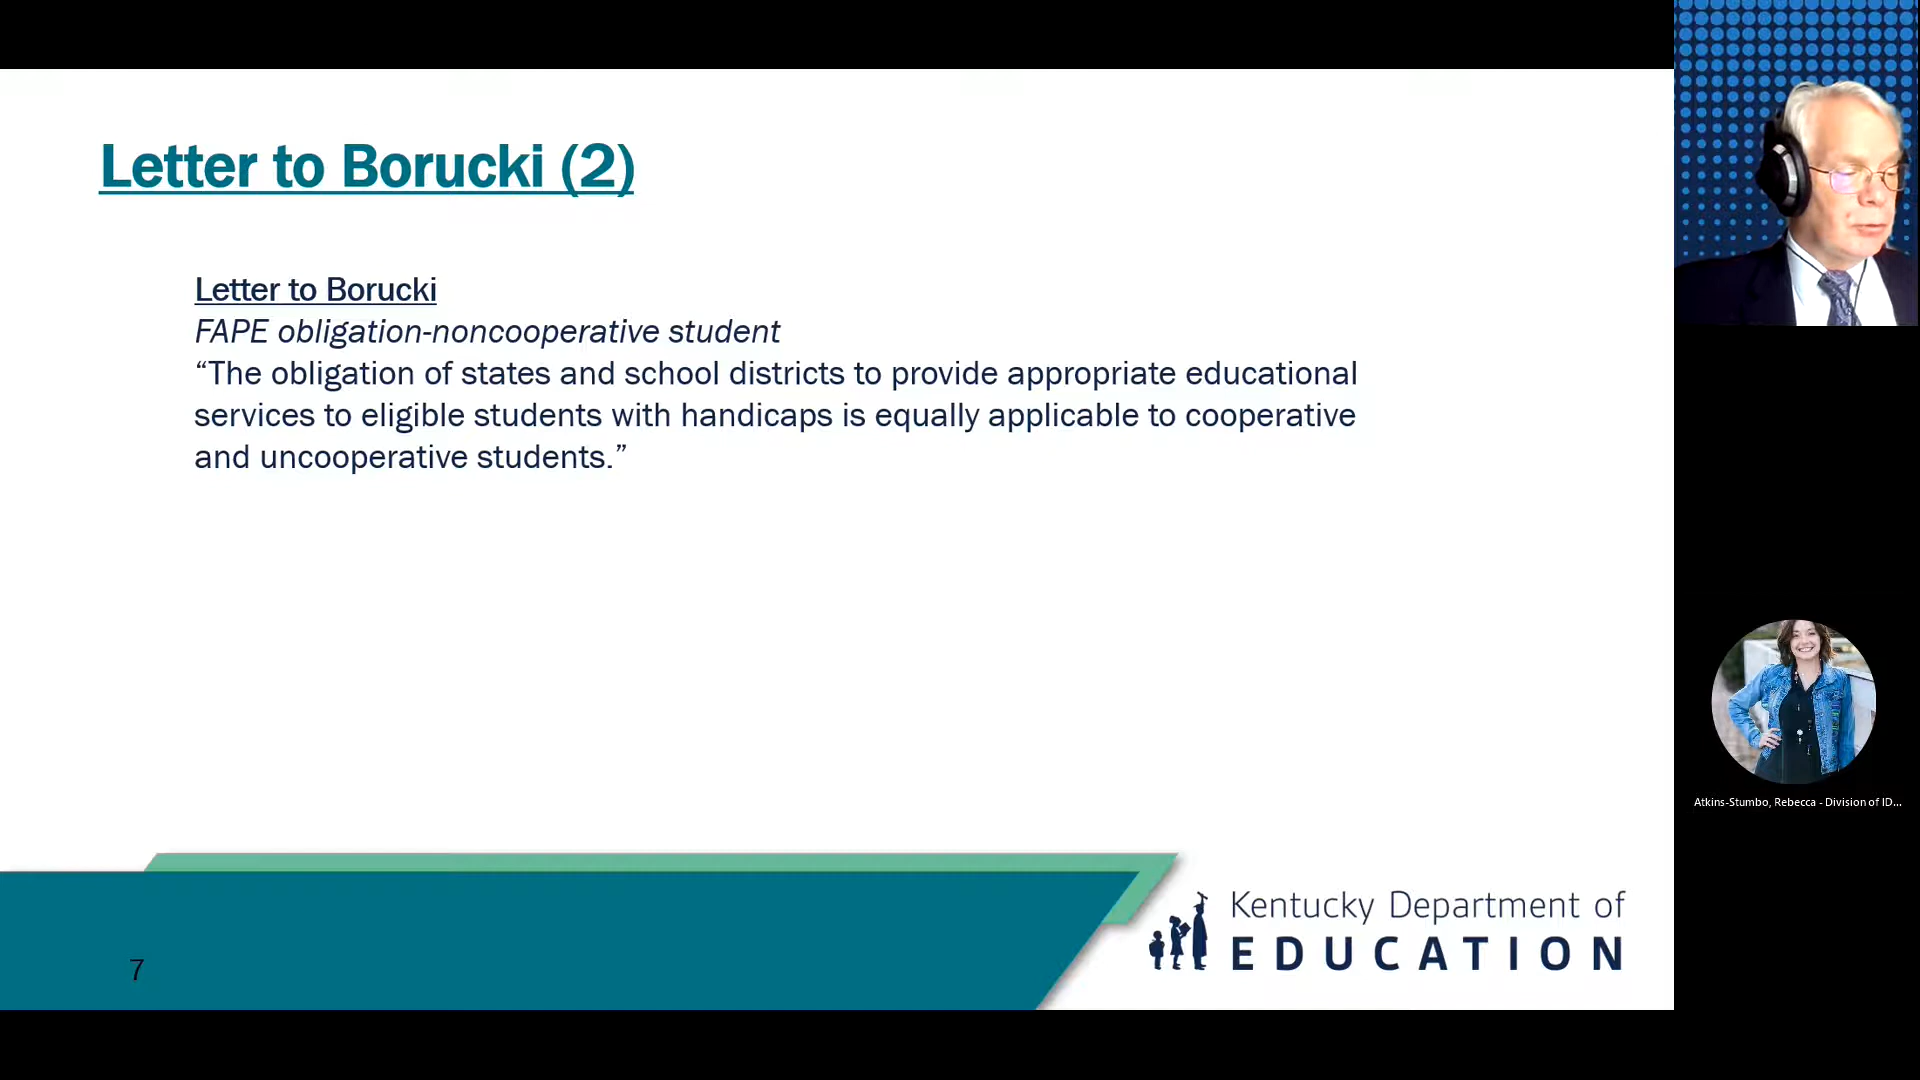 Letter to Borucki (2)
Letter to Borucki
FAPE obligation-noncooperative student
“The obligation of states and school districts to provide appropriate educational
services to eligible students with handicaps is equally applicable to cooperative
and uncooperative students.”
7
Kentucky Department of
EDUCATION
Atkins-Stumbo, Rebecca - Division of ID...